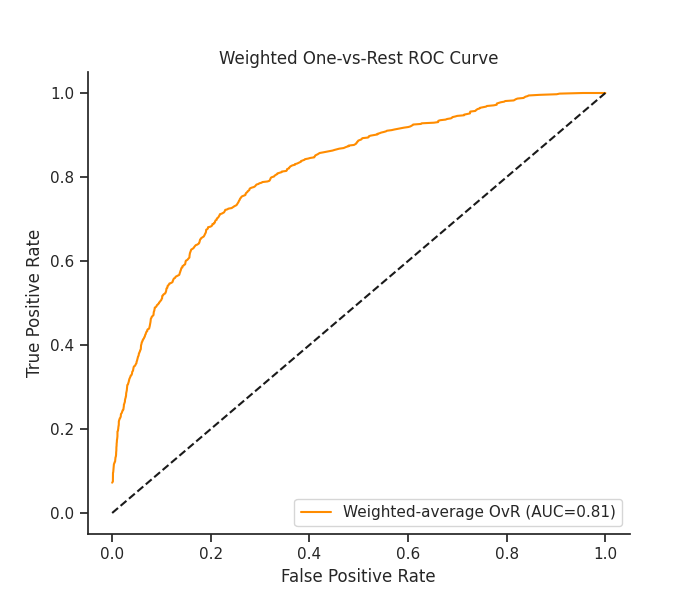 Weighted One-vs-Rest ROC Curve
1.0
0.8
0.6
0.4
0.2
0.0
True Positive Rate
Weighted-average OvR (AUC=0.81)
0.0 0.2 0.4 0.6 0.8 1.0
False Positive Rate